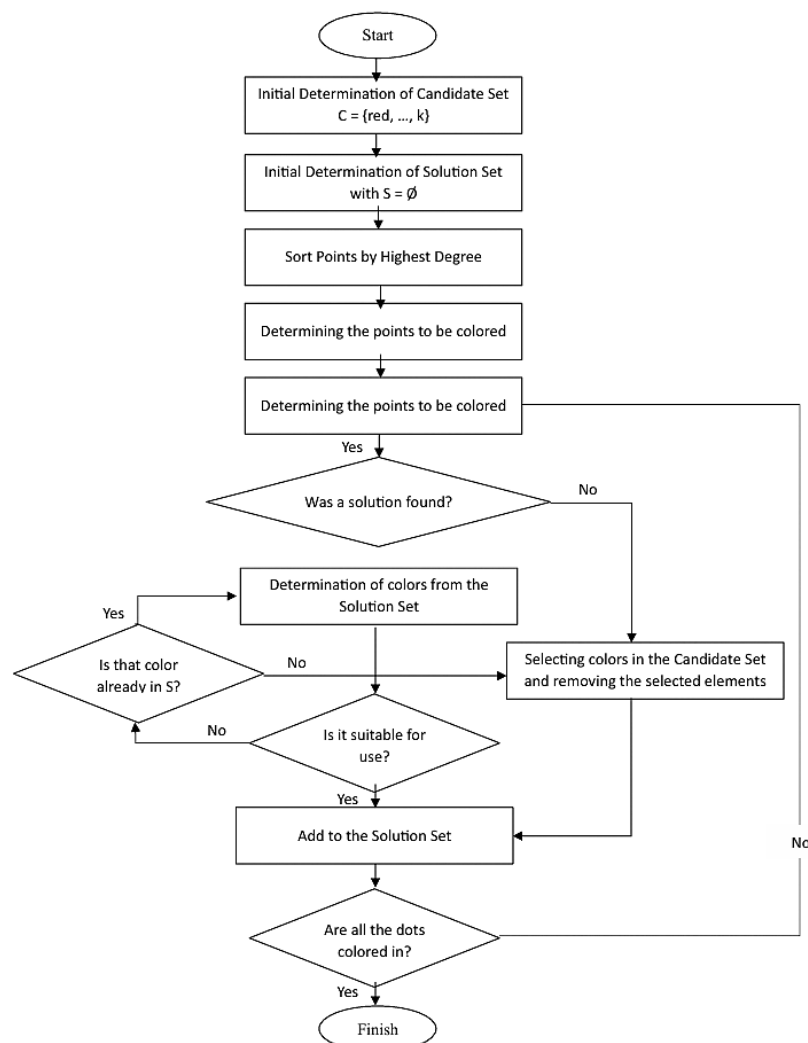 Start
Initial Determination of Candidate Set
C = {red, ..., k}
Initial Determination of Solution Set
with S = Ø
Sort Points by Highest Degree
Determining the points to be colored
Determining the points to be colored
Yes
Was a solution found?
No
Determination of colors from the
Solution Set
Yes
Is that color
already in S?
No
Selecting colors in the Candidate Set
and removing the selected elements
No
Is it suitable for
use?
Yes
Add to the Solution Set
No
Are all the dots
colored in?
Yes
Finish